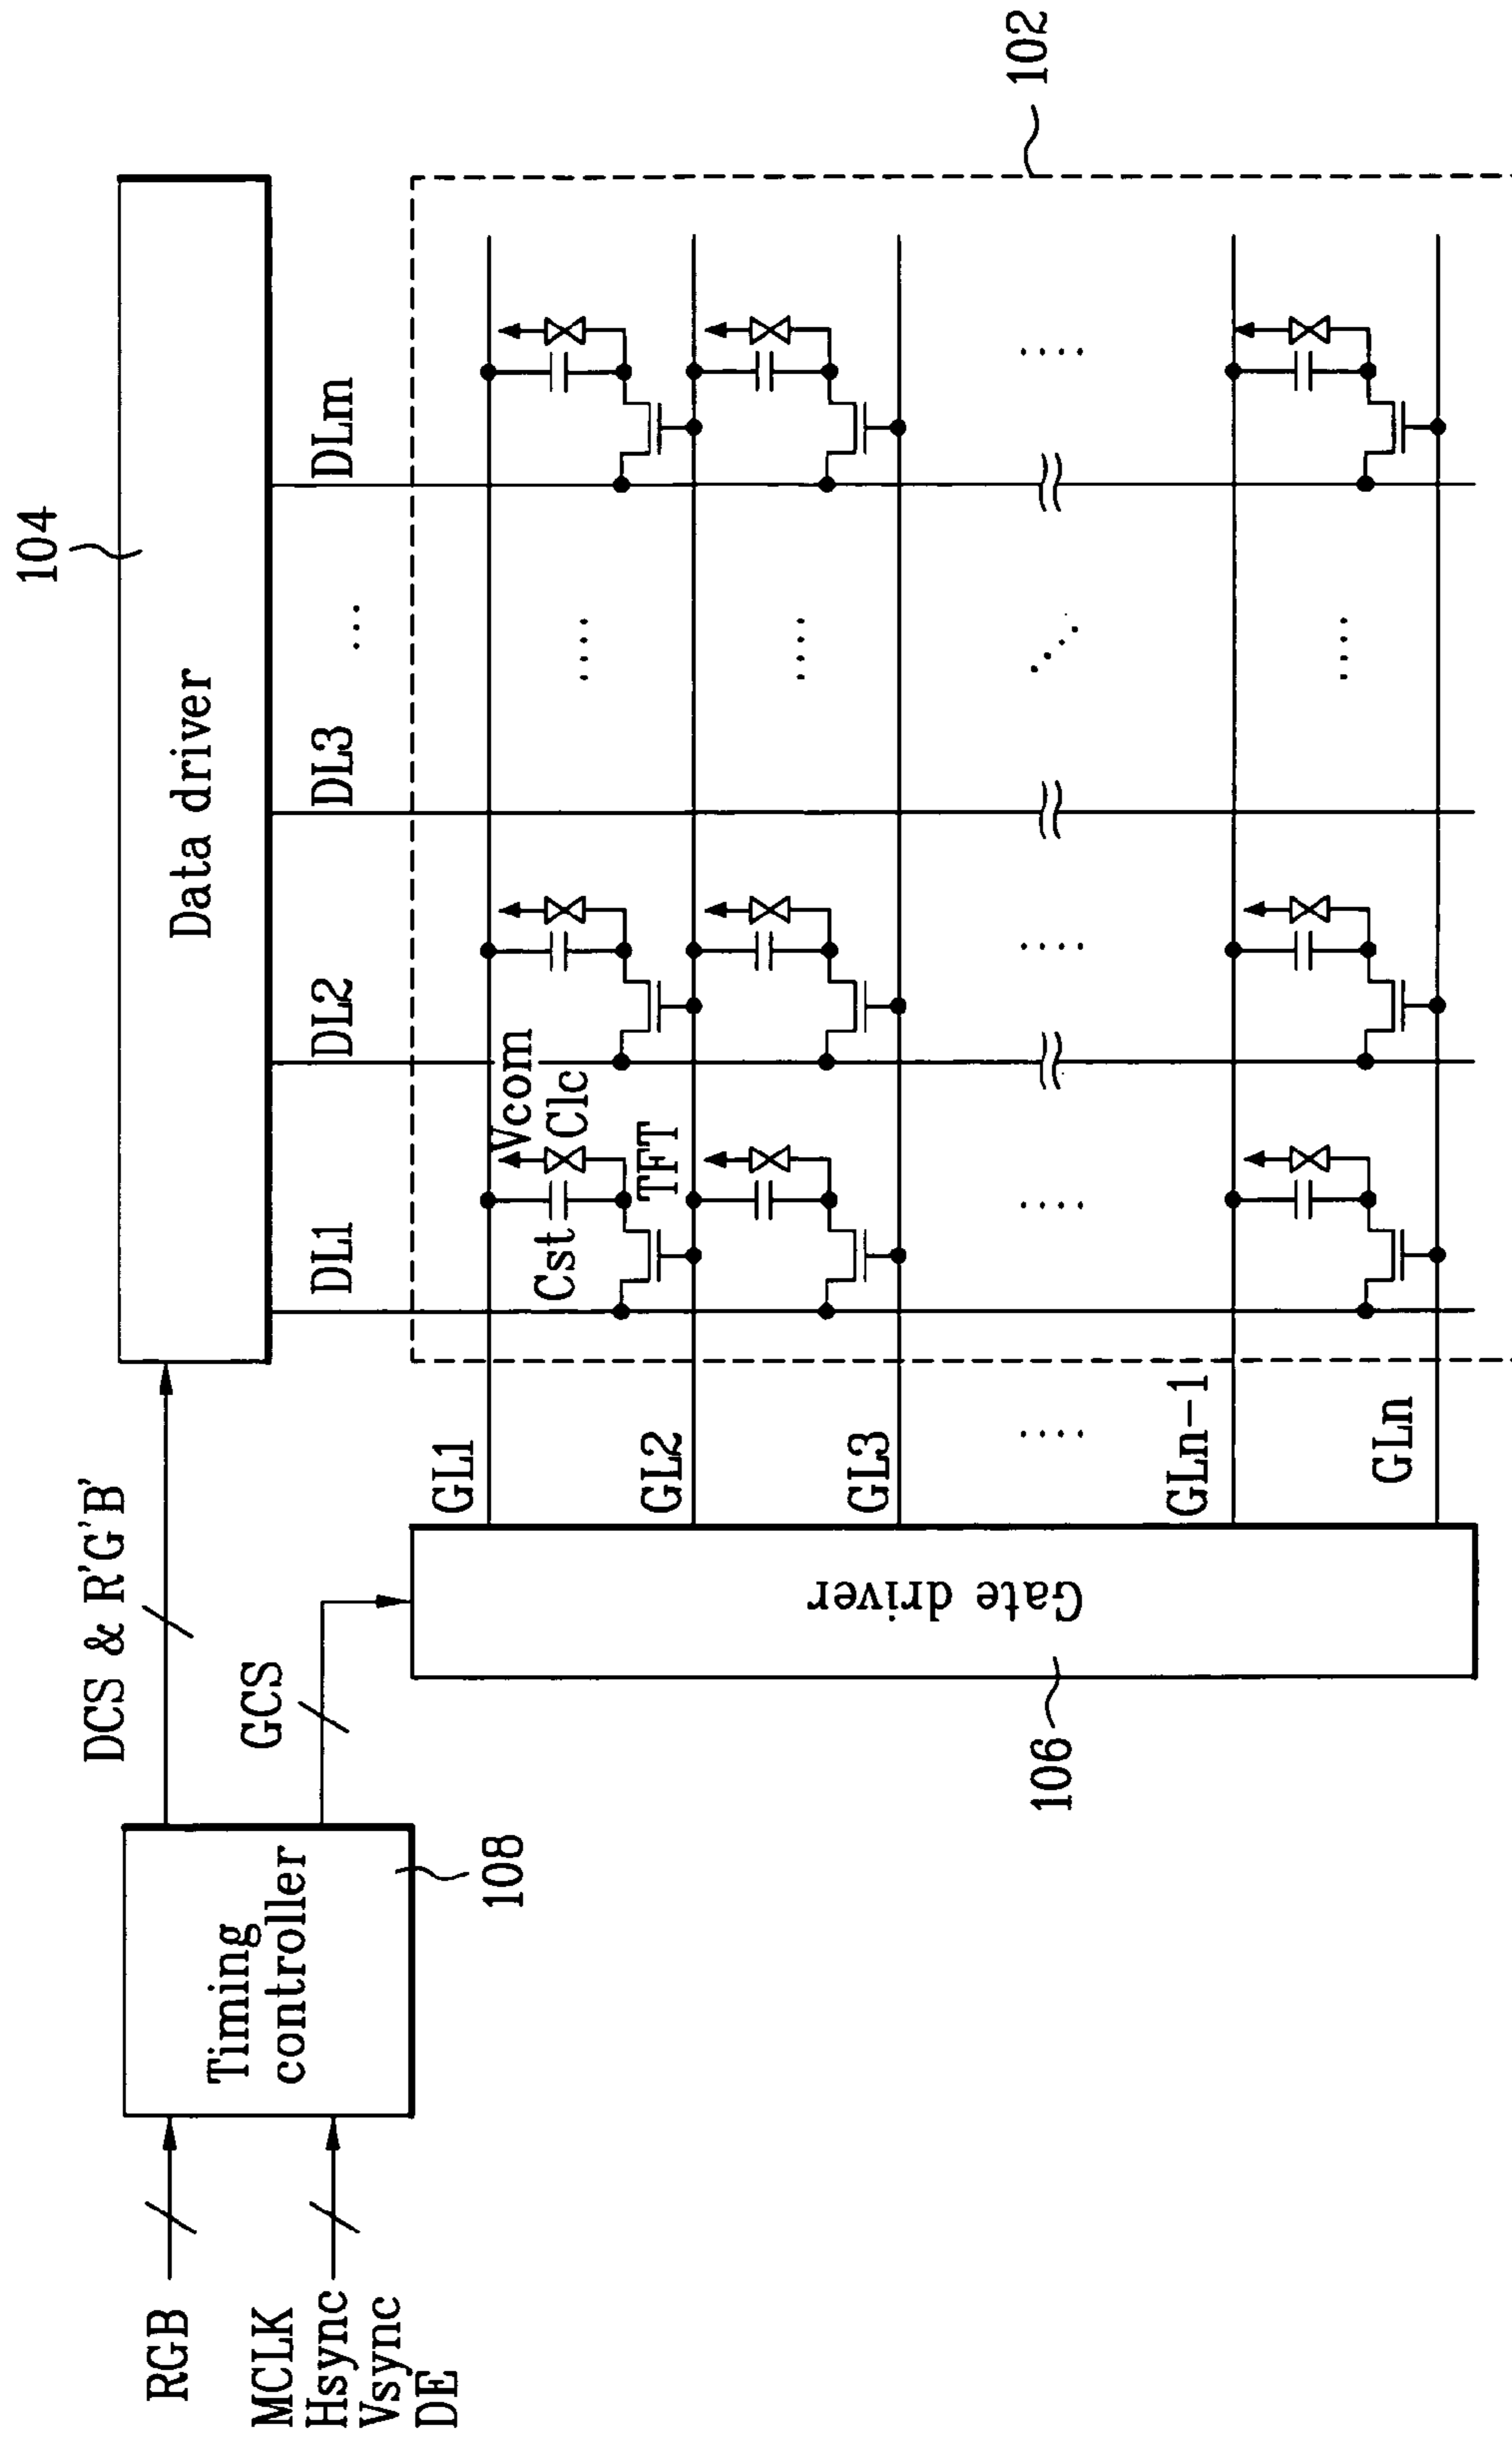 RGB
MCLK
Hsync
Vsync
DE
Timing
controller
108
DCS & R'G'B'
GCS
Data driver
104
Gate driver
106
DL1
DL2
DL3
...
DLm
GL1
GL2
GL3
....
GLn-1
GLn
Vcom
Clc
Cst
TFT
102